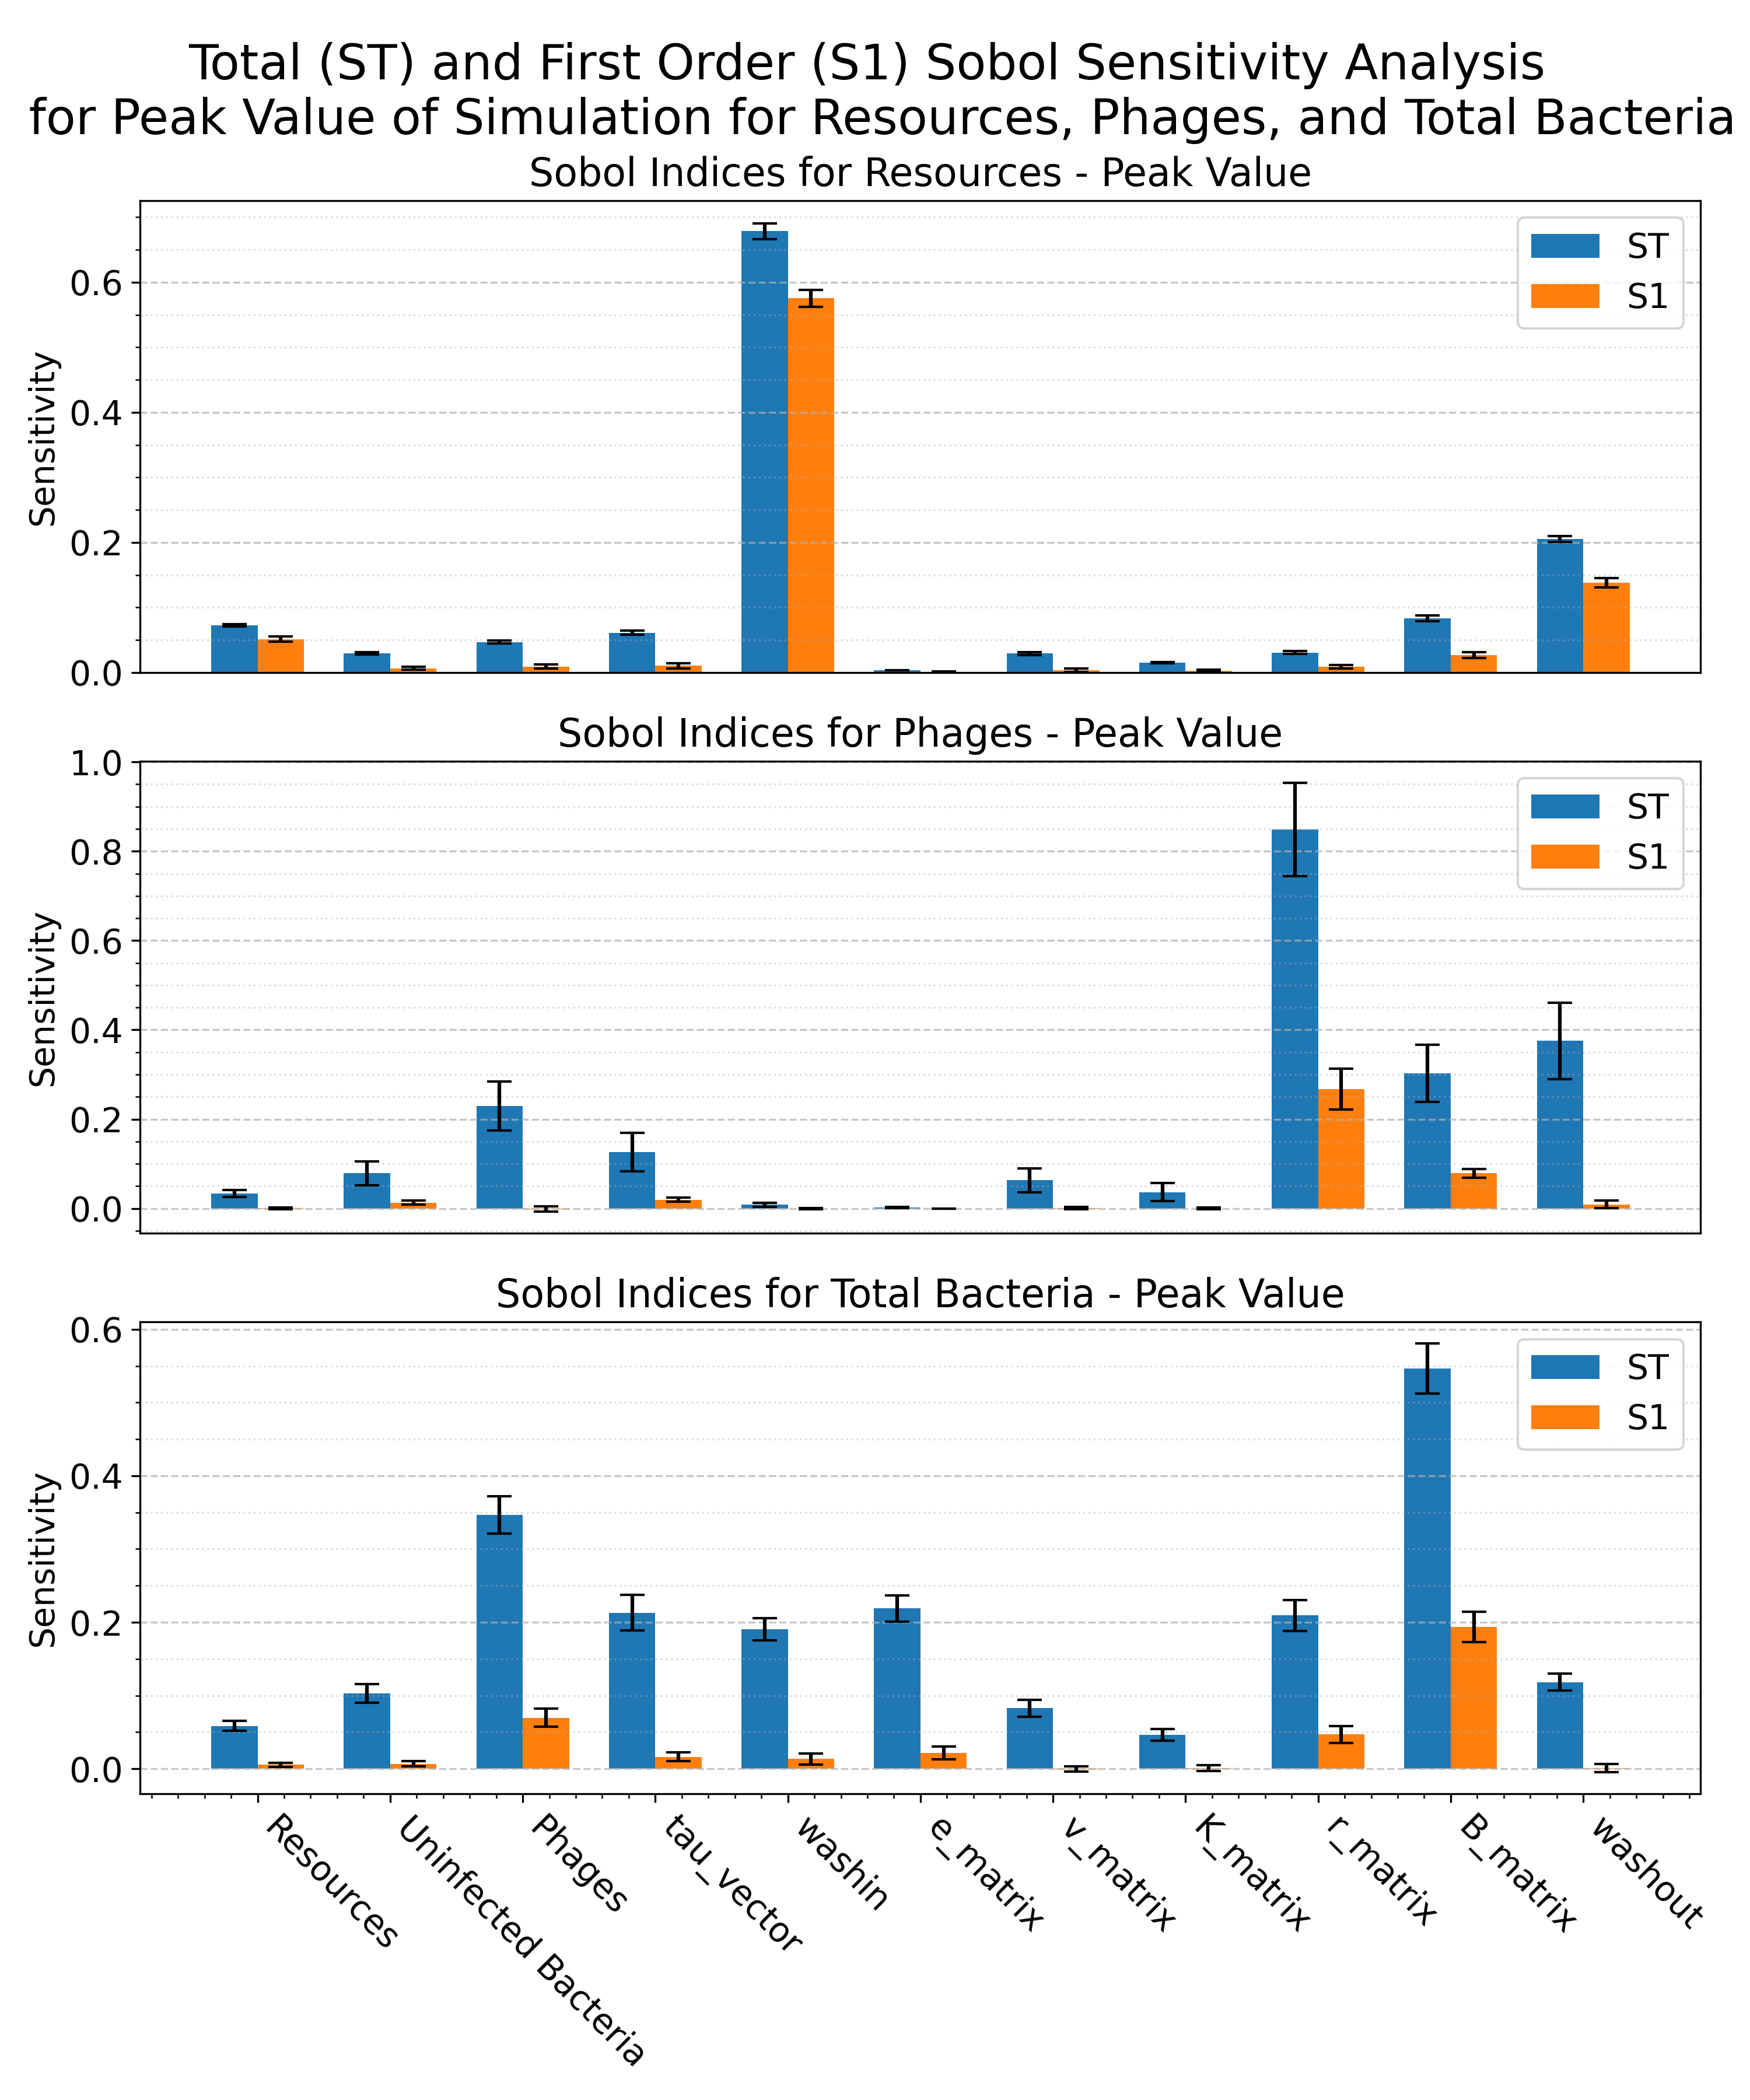 Total (ST) and First Order (S1) Sobol Sensitivity Analysis
for Peak Value of Simulation for Resources, Phages, and Total Bacteria
Sobol Indices for Resources - Peak Value
Sensitivity
0.6
0.4
0.2
0.0
ST
S1
Sobol Indices for Phages - Peak Value
Sensitivity
1.0
0.8
0.6
0.4
0.2
0.0
ST
S1
Sobol Indices for Total Bacteria - Peak Value
Sensitivity
0.6
0.4
0.2
0.0
ST
S1
Resources
Uninfected Bacteria
Phages
tau_vector
washin
e_matrix
v_matrix
K_matrix
r_matrix
B_matrix
washout